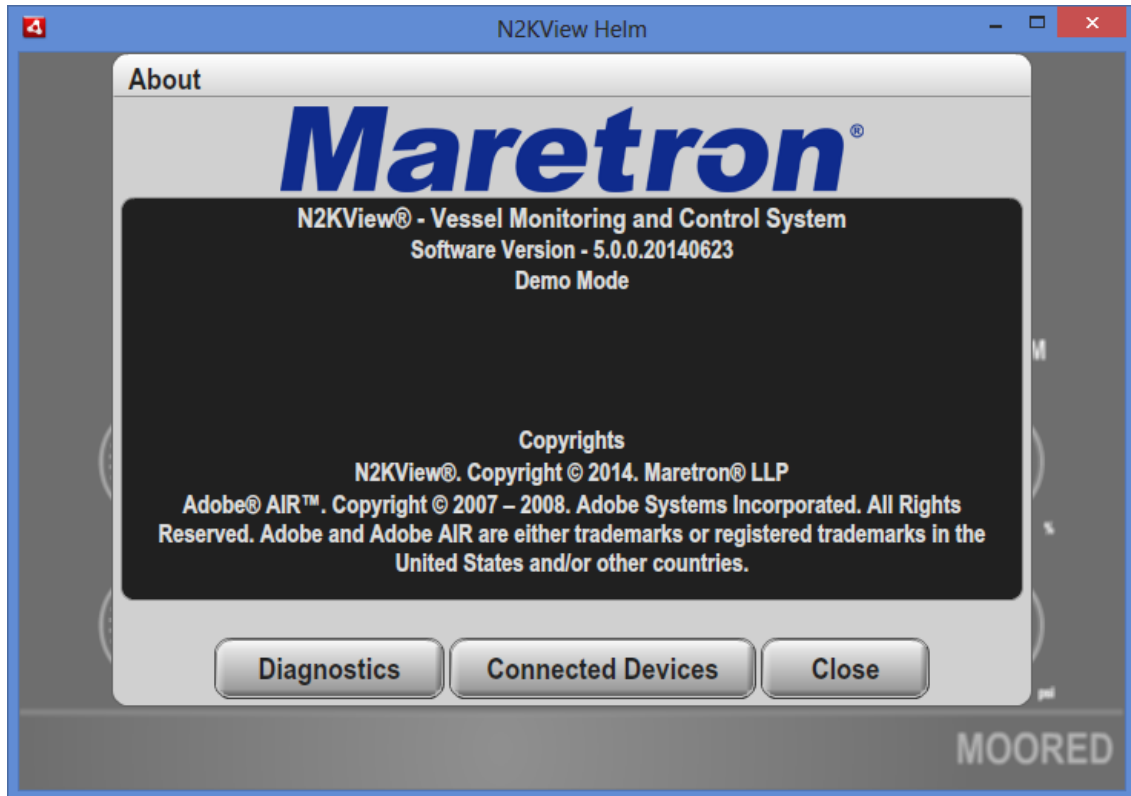 N2KView Helm
About
Maretron®
N2KView® - Vessel Monitoring and Control System
Software Version - 5.0.0.20140623
Demo Mode
M
Copyrights
N2KView®. Copyright © 2014. Maretron® LLP
Adobe® AIR™. Copyright © 2007 – 2008. Adobe Systems Incorporated. All Rights
Reserved. Adobe and Adobe AIR are either trademarks or registered trademarks in the
United States and/or other countries.
%
Diagnostics
Connected Devices
Close
psi
MOORED